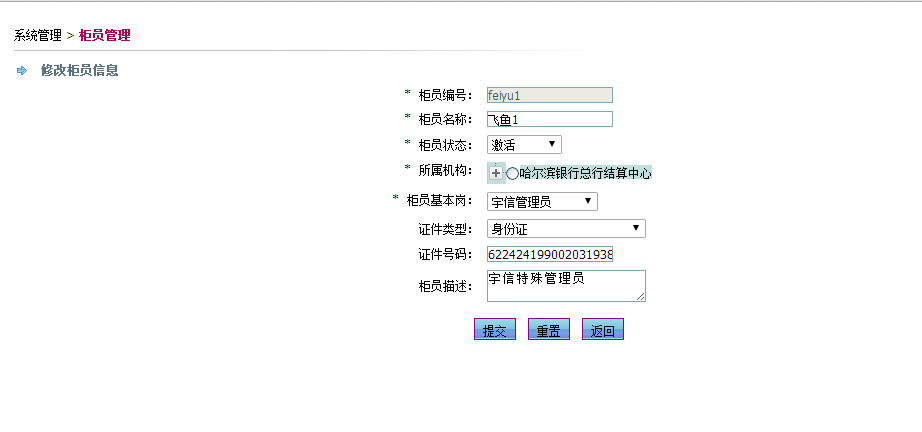 系统管理 > 柜员管理
修改柜员信息
* 柜员编号： feiyu1
* 柜员名称： 飞鱼1
* 柜员状态： 激活
* 所属机构： 哈尔滨银行总行结算中心
* 柜员基本岗： 宇信管理员
证件类型： 身份证
证件号码： 622424199002031938
柜员描述： 宇信特殊管理员
提交 重置 返回